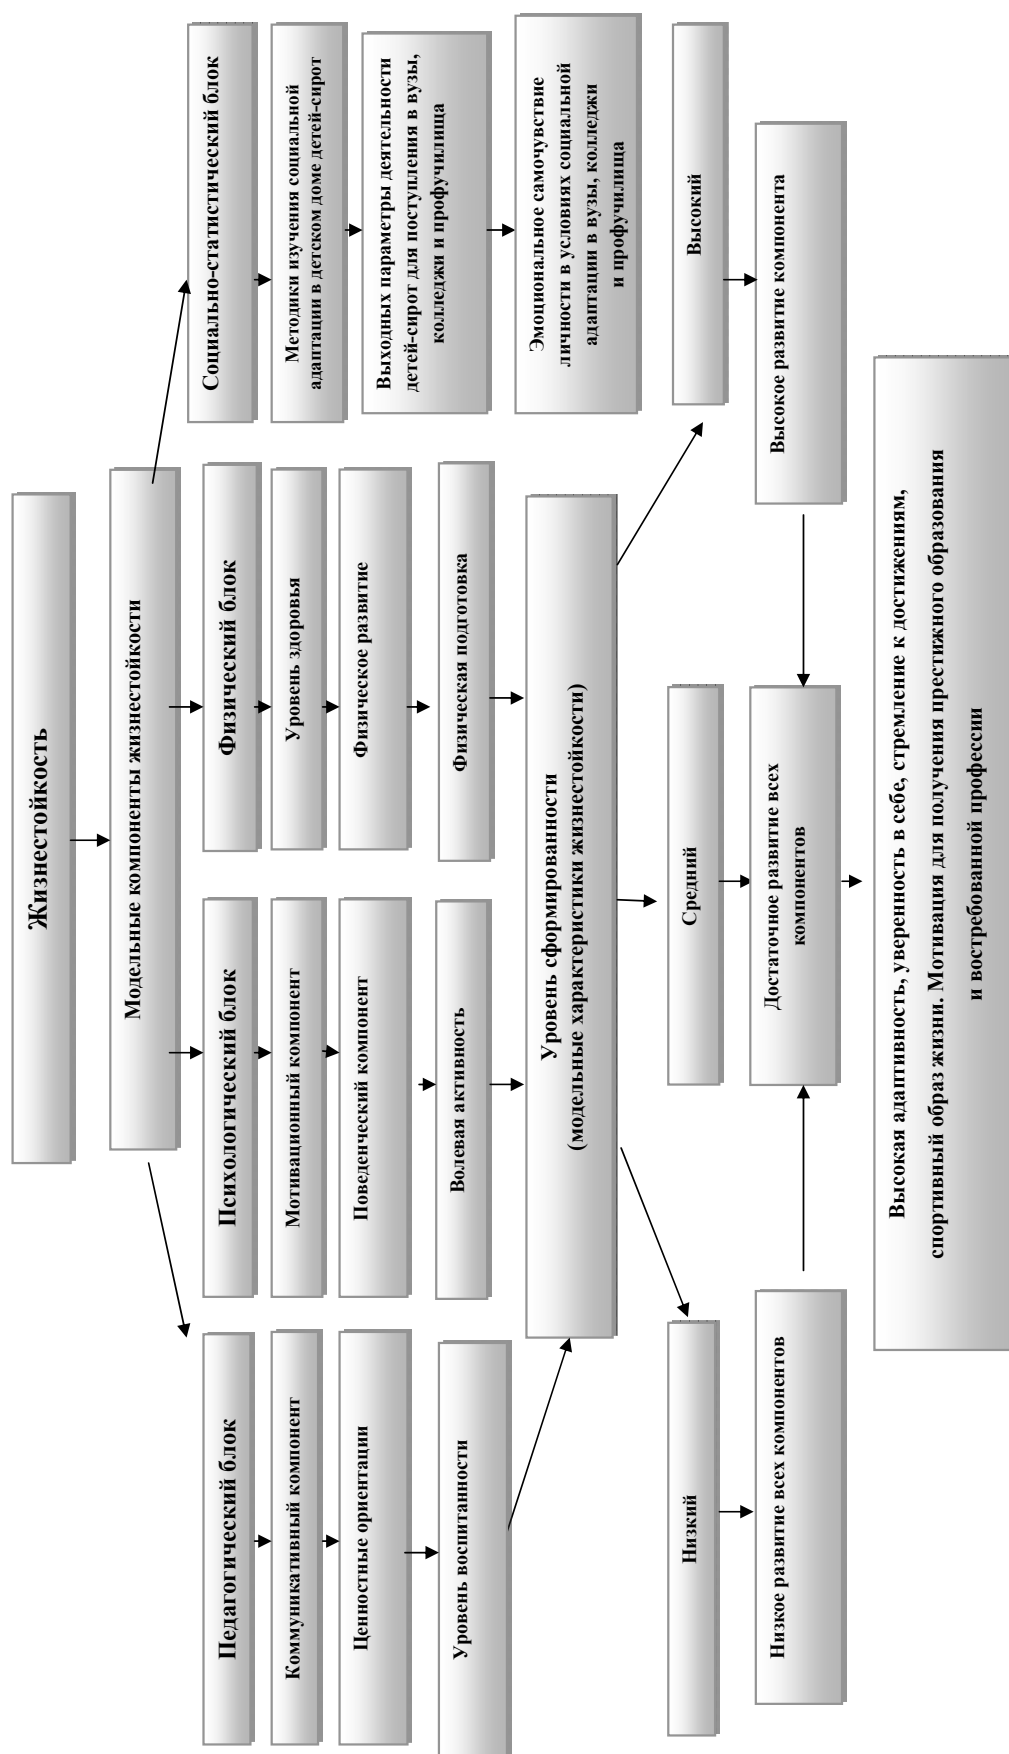 Жизнестойкость
Модельные компоненты жизнестойкости
Педагогический блок
Коммуникативный компонент
Ценностные ориентации
Уровень воспитанности
Психологический блок
Мотивационный компонент
Поведенческий компонент
Волевая активность
Физический блок
Уровень здоровья
Физическое развитие
Физическая подготовка
Социально-статистический блок
Методики изучения социальной
адаптации в детском доме детей-сирот
Выходных параметры деятельности
детей-сирот для поступления в вузы,
колледжи и профучилища
Эмоциональное самочувствие
личности в условиях социальной
адаптации в вузы, колледжи
и профучилища
Уровень сформированности
(модельные характеристики жизнестойкости)
Низкий
Средний
Высокий
Низкое развитие всех компонентов
Достаточное развитие всех
компонентов
Высокое развитие компонента
Высокая адаптивность, уверенность в себе, стремление к достижениям,
спортивный образ жизни. Мотивация для получения престижного образования
и востребованной профессии